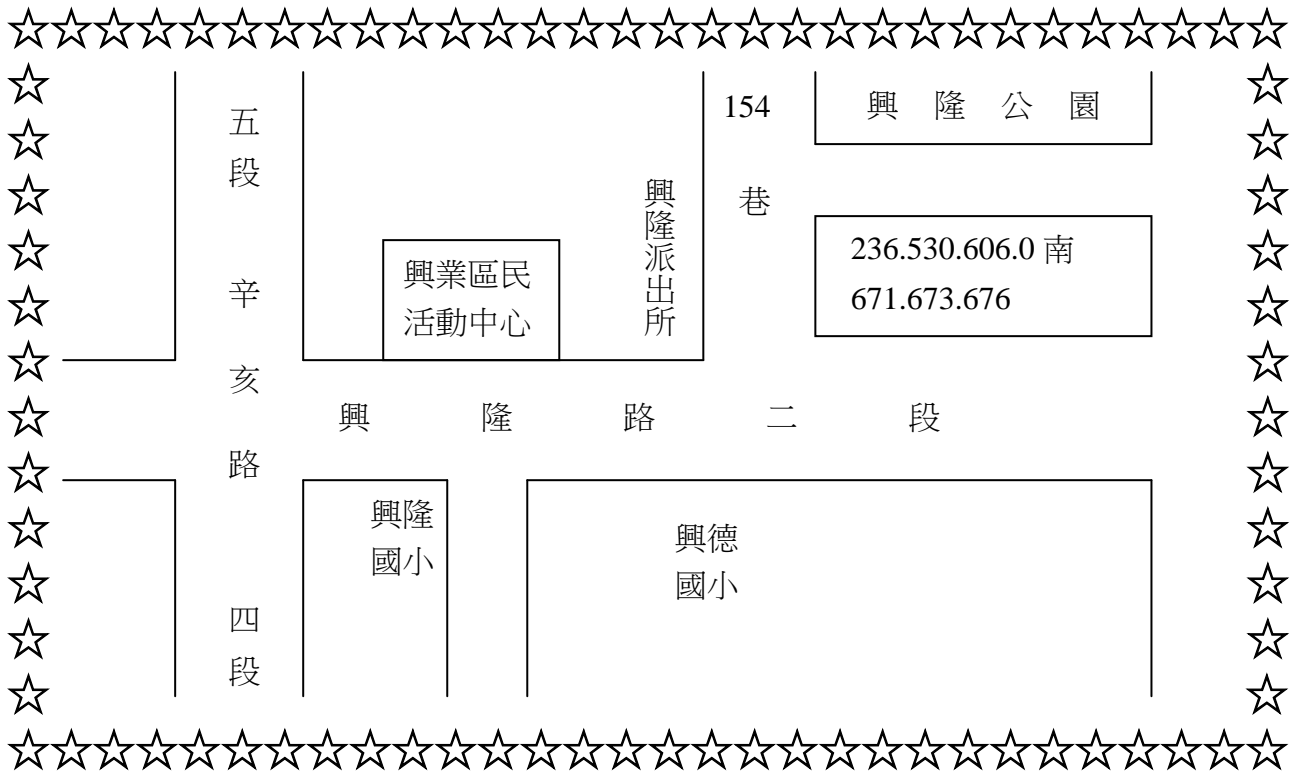 五段
辛亥路
四段
興業區民
活動中心
興隆派出所
154
巷
興隆公園
236.530.606.0 南
671.673.676
興隆路二段
興隆
國小
興德
國小